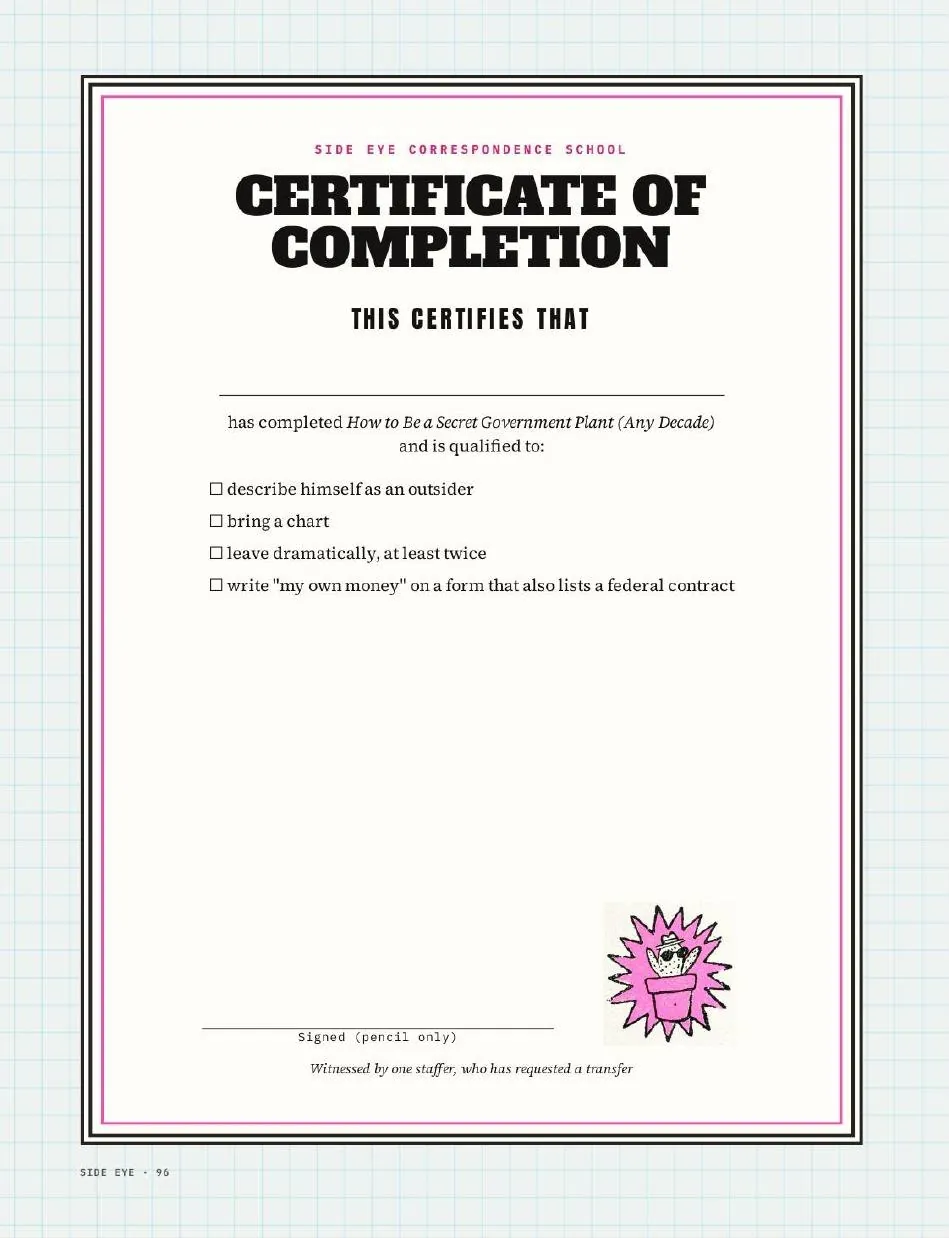 SIDE EYE CORRESPONDENCE SCHOOL
CERTIFICATE OF
COMPLETION
THIS CERTIFIES THAT
has completed How to Be a Secret Government Plant (Any Decade)
and is qualified to:
☐ describe himself as an outsider
☐ bring a chart
☐ leave dramatically, at least twice
☐ write "my own money" on a form that also lists a federal contract
Signed (pencil only)
Witnessed by one staffer, who has requested a transfer
SIDE EYE · 96